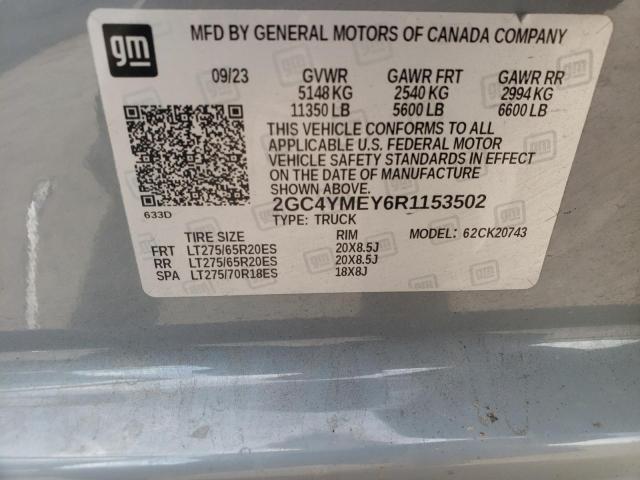 gm
MFD BY GENERAL MOTORS OF CANADA COMPANY
09/23 GVWR GAWR FRT GAWR RR
5148 KG 2540 KG 2994 KG
11350 LB 5600 LB 6600 LB
THIS VEHICLE CONFORMS TO ALL
APPLICABLE U.S. FEDERAL MOTOR
VEHICLE SAFETY STANDARDS IN EFFECT
ON THE DATE OF MANUFACTURE
SHOWN ABOVE.
633D
2GC4YMEY6R1153502
TYPE: TRUCK
TIRE SIZE RIM MODEL: 62CK20743
FRT LT275/65R20ES 20X8.5J
RR LT275/65R20ES 20X8.5J
SPA LT275/70R18ES 18X8J